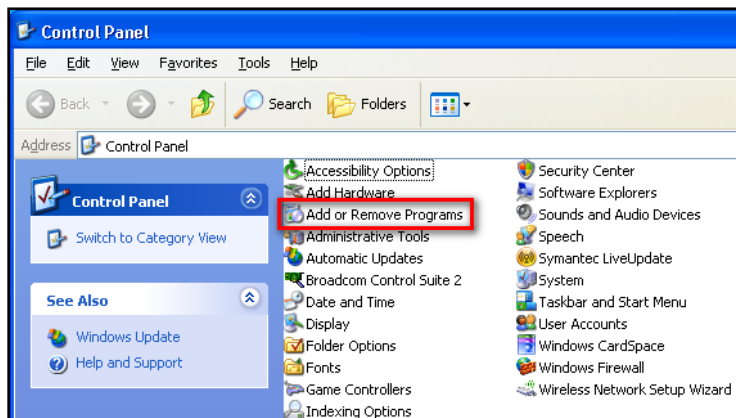 Control Panel
File Edit View Favorites Tools Help
Back Search Folders
Address Control Panel
Control Panel
Switch to Category View
See Also
Windows Update
Help and Support
Accessibility Options
Add Hardware
Add or Remove Programs
Administrative Tools
Automatic Updates
Broadcom Control Suite 2
Date and Time
Display
Folder Options
Fonts
Game Controllers
Indexing Options
Security Center
Software Explorers
Sounds and Audio Devices
Speech
Symantec LiveUpdate
System
Taskbar and Start Menu
User Accounts
Windows CardSpace
Windows Firewall
Wireless Network Setup Wizard